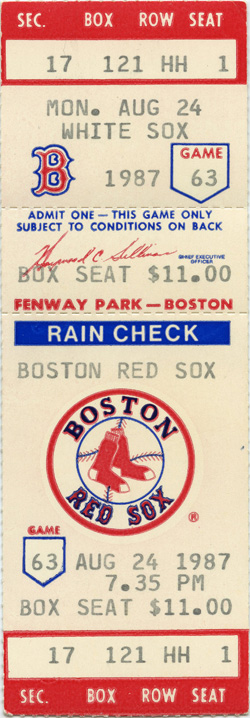 SEC. BOX ROW SEAT
17 121 HH 1
MON. AUG 24
WHITE SOX
B GAME
1987 63
ADMIT ONE — THIS GAME ONLY
SUBJECT TO CONDITIONS ON BACK
Haywood C Sullivan CHIEF EXECUTIVE
OFFICER
BOX SEAT $11.00
FENWAY PARK — BOSTON
RAIN CHECK
BOSTON RED SOX
BOSTON
RED SOX ®
GAME
63 AUG 24 1987
7.35 PM
BOX SEAT $11.00
17 121 HH 1
SEC. BOX ROW SEAT